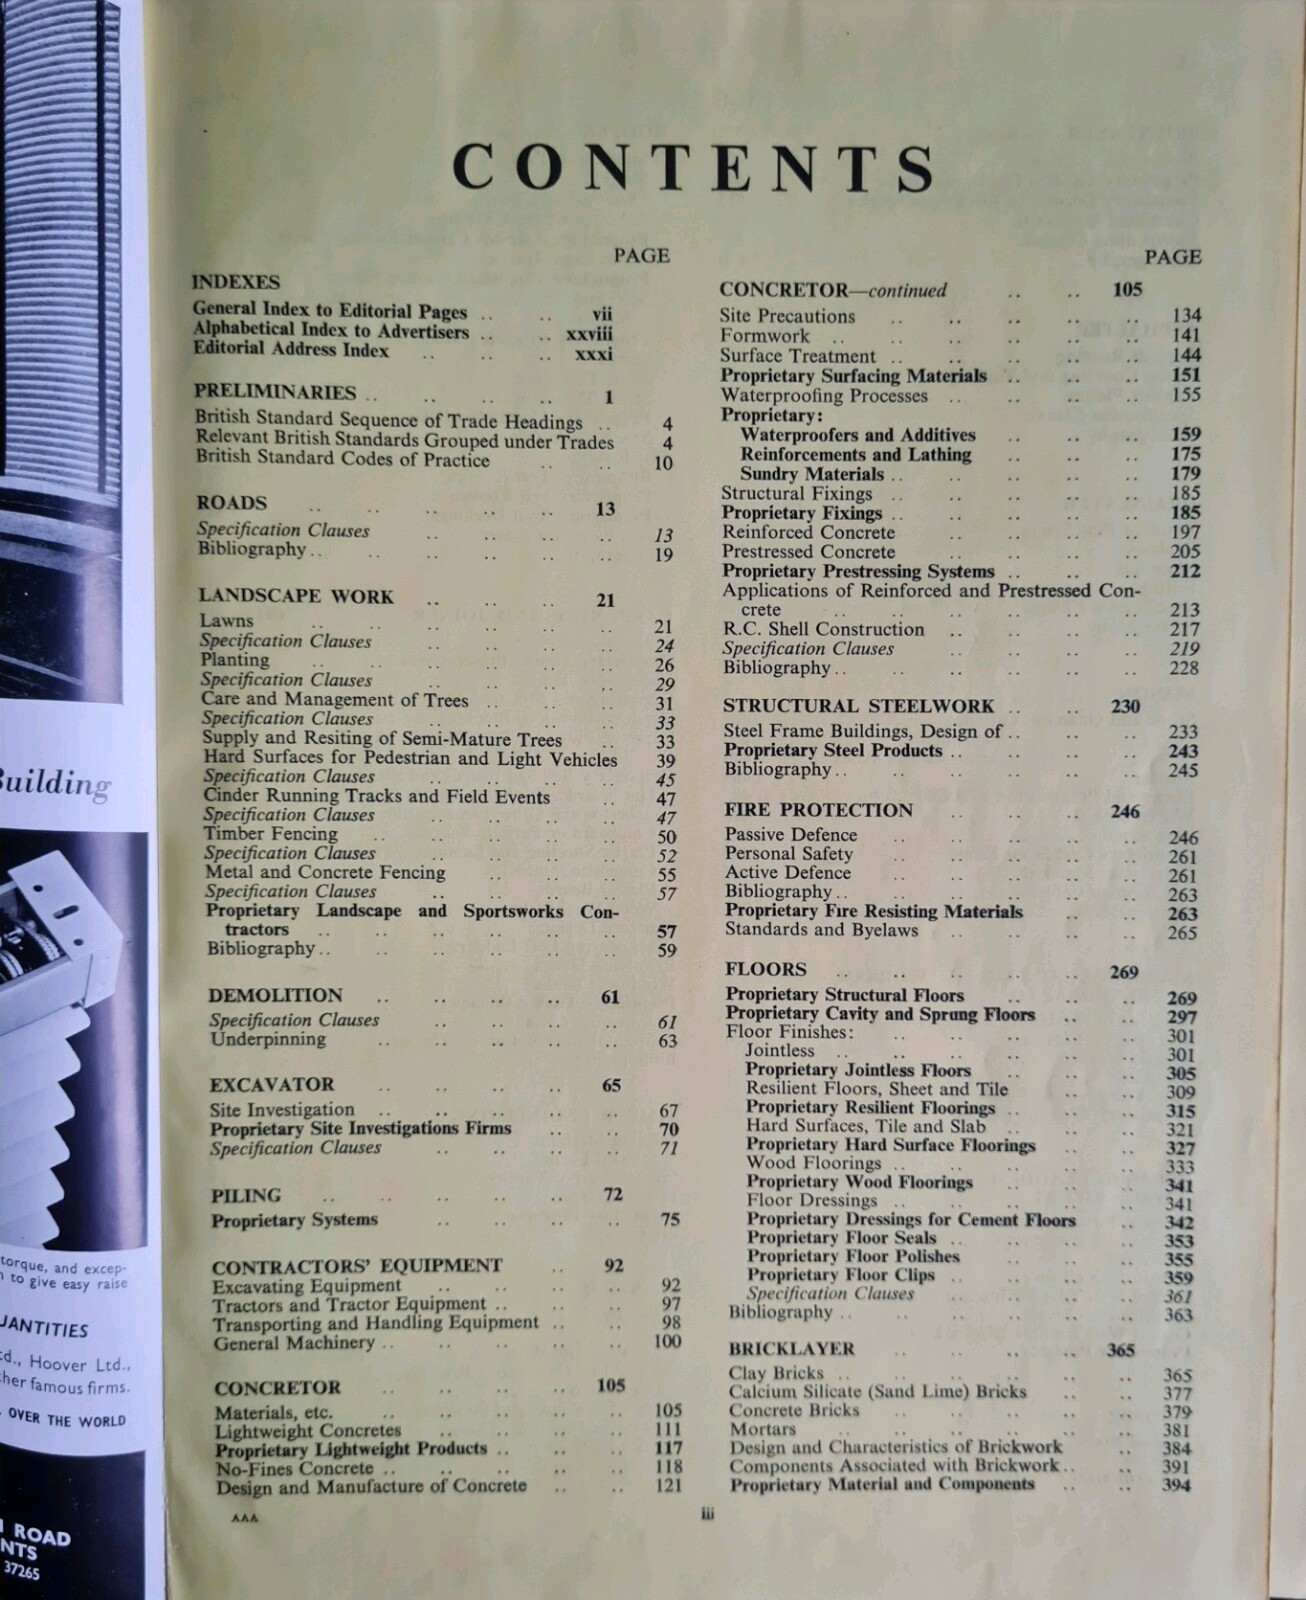 Building
torque, and excep-
to give easy raise
td., Hoover Ltd.,
her famous firms.
OVER THE WORLD
ROAD
37265
CONTENTS
PAGE
INDEXES
General Index to Editorial Pages .. .. vii
Alphabetical Index to Advertisers .. .. xxviii
Editorial Address Index .. .. .. xxxi
PRELIMINARIES .. .. .. .. 1
British Standard Sequence of Trade Headings .. 4
Relevant British Standards Grouped under Trades 4
British Standard Codes of Practice .. .. 10
ROADS .. .. .. .. .. 13
Specification Clauses .. .. .. .. 13
Bibliography .. .. .. .. .. .. 19
LANDSCAPE WORK .. .. .. 21
Lawns .. .. .. .. .. .. 21
Specification Clauses .. .. .. .. 24
Planting .. .. .. .. .. .. 26
Specification Clauses .. .. .. .. 29
Care and Management of Trees .. .. .. 31
Specification Clauses .. .. .. .. 33
Supply and Resiting of Semi-Mature Trees .. 33
Hard Surfaces for Pedestrian and Light Vehicles 39
Specification Clauses .. .. .. .. 45
Cinder Running Tracks and Field Events .. 47
Specification Clauses .. .. .. .. 47
Timber Fencing .. .. .. .. .. 50
Specification Clauses .. .. .. .. 52
Metal and Concrete Fencing .. .. .. 55
Specification Clauses .. .. .. .. 57
Proprietary Landscape and Sportsworks Con-
tractors .. .. .. .. .. .. 57
Bibliography .. .. .. .. .. .. 59
DEMOLITION .. .. .. .. 61
Specification Clauses .. .. .. .. 61
Underpinning .. .. .. .. .. 63
EXCAVATOR .. .. .. .. 65
Site Investigation .. .. .. .. .. 67
Proprietary Site Investigations Firms .. .. 70
Specification Clauses .. .. .. .. 71
PILING .. .. .. .. .. 72
Proprietary Systems .. .. .. .. 75
CONTRACTORS' EQUIPMENT .. 92
Excavating Equipment .. .. .. .. 92
Tractors and Tractor Equipment .. .. .. 97
Transporting and Handling Equipment .. .. 98
General Machinery .. .. .. .. .. 100
CONCRETOR .. .. .. .. 105
Materials, etc. .. .. .. .. .. 105
Lightweight Concretes .. .. .. .. 111
Proprietary Lightweight Products .. .. .. 117
No-Fines Concrete .. .. .. .. .. 118
Design and Manufacture of Concrete .. .. 121
PAGE
CONCRETOR—continued .. .. 105
Site Precautions .. .. .. .. .. 134
Formwork .. .. .. .. .. .. 141
Surface Treatment .. .. .. .. .. 144
Proprietary Surfacing Materials .. .. .. 151
Waterproofing Processes .. .. .. .. 155
Proprietary:
Waterproofers and Additives .. .. .. 159
Reinforcements and Lathing .. .. .. 175
Sundry Materials .. .. .. .. .. 179
Structural Fixings .. .. .. .. .. 185
Proprietary Fixings .. .. .. .. .. 185
Reinforced Concrete .. .. .. .. 197
Prestressed Concrete .. .. .. .. 205
Proprietary Prestressing Systems .. .. .. 212
Applications of Reinforced and Prestressed Con-
crete .. .. .. .. .. .. 213
R.C. Shell Construction .. .. .. .. 217
Specification Clauses .. .. .. .. 219
Bibliography .. .. .. .. .. .. 228
STRUCTURAL STEELWORK .. .. 230
Steel Frame Buildings, Design of .. .. .. 233
Proprietary Steel Products .. .. .. .. 243
Bibliography .. .. .. .. .. .. 245
FIRE PROTECTION .. .. .. 246
Passive Defence .. .. .. .. .. 246
Personal Safety .. .. .. .. .. 261
Active Defence .. .. .. .. .. 261
Bibliography .. .. .. .. .. .. 263
Proprietary Fire Resisting Materials .. .. 263
Standards and Byelaws .. .. .. .. 265
FLOORS .. .. .. .. .. 269
Proprietary Structural Floors .. .. .. 269
Proprietary Cavity and Sprung Floors .. .. 297
Floor Finishes: .. .. .. .. .. 301
Jointless .. .. .. .. .. .. 301
Proprietary Jointless Floors .. .. .. 305
Resilient Floors, Sheet and Tile .. .. 309
Proprietary Resilient Floorings .. .. .. 315
Hard Surfaces, Tile and Slab .. .. .. 321
Proprietary Hard Surface Floorings .. .. 327
Wood Floorings .. .. .. .. .. 333
Proprietary Wood Floorings .. .. .. 341
Floor Dressings .. .. .. .. .. 341
Proprietary Dressings for Cement Floors .. 342
Proprietary Floor Seals .. .. .. .. 353
Proprietary Floor Polishes .. .. .. 355
Proprietary Floor Clips .. .. .. .. 359
Specification Clauses .. .. .. .. 361
Bibliography .. .. .. .. .. .. 363
BRICKLAYER .. .. .. .. 365
Clay Bricks .. .. .. .. .. .. 365
Calcium Silicate (Sand Lime) Bricks .. .. 377
Concrete Bricks .. .. .. .. .. 379
Mortars .. .. .. .. .. .. 381
Design and Characteristics of Brickwork .. 384
Components Associated with Brickwork .. .. 391
Proprietary Material and Components .. .. 394
AAA
iii